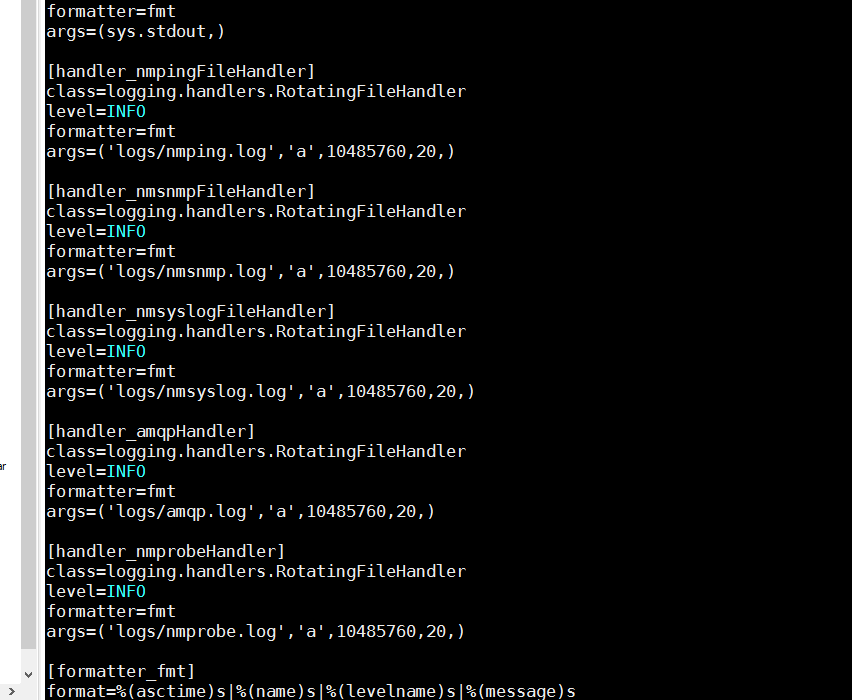 formatter=fmt
args=(sys.stdout,)
[handler_nmpingFileHandler]
class=logging.handlers.RotatingFileHandler
level=INFO
formatter=fmt
args=('logs/nmping.log','a',10485760,20,)
[handler_nmsnmpFileHandler]
class=logging.handlers.RotatingFileHandler
level=INFO
formatter=fmt
args=('logs/nmsnmp.log','a',10485760,20,)
[handler_nmsyslogFileHandler]
class=logging.handlers.RotatingFileHandler
level=INFO
formatter=fmt
args=('logs/nmsyslog.log','a',10485760,20,)
[handler_amqpHandler]
class=logging.handlers.RotatingFileHandler
level=INFO
formatter=fmt
args=('logs/amqp.log','a',10485760,20,)
[handler_nmprobeHandler]
class=logging.handlers.RotatingFileHandler
level=INFO
formatter=fmt
args=('logs/nmprobe.log','a',10485760,20,)
[formatter_fmt]
format=%(asctime)s|%(name)s|%(levelname)s|%(message)s